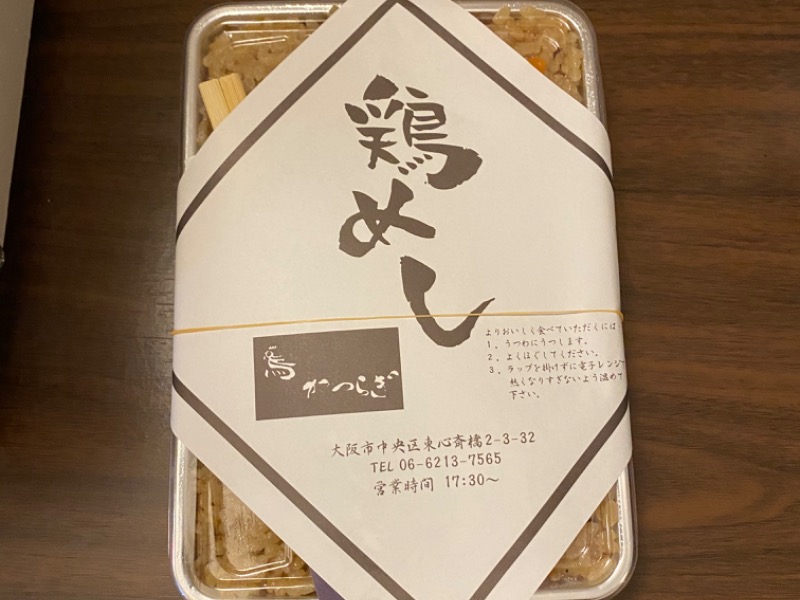 鶏めし
鳥
かつらぎ
よりおいしく食べていただくには
1、うつわにうつします。
2、よくほぐしてください。
3、ラップを掛けずに電子レンジで
熱くなりすぎないよう温めて
下さい。
大阪市中央区東心斎橋2-3-32
TEL 06-6213-7565
営業時間 17:30～